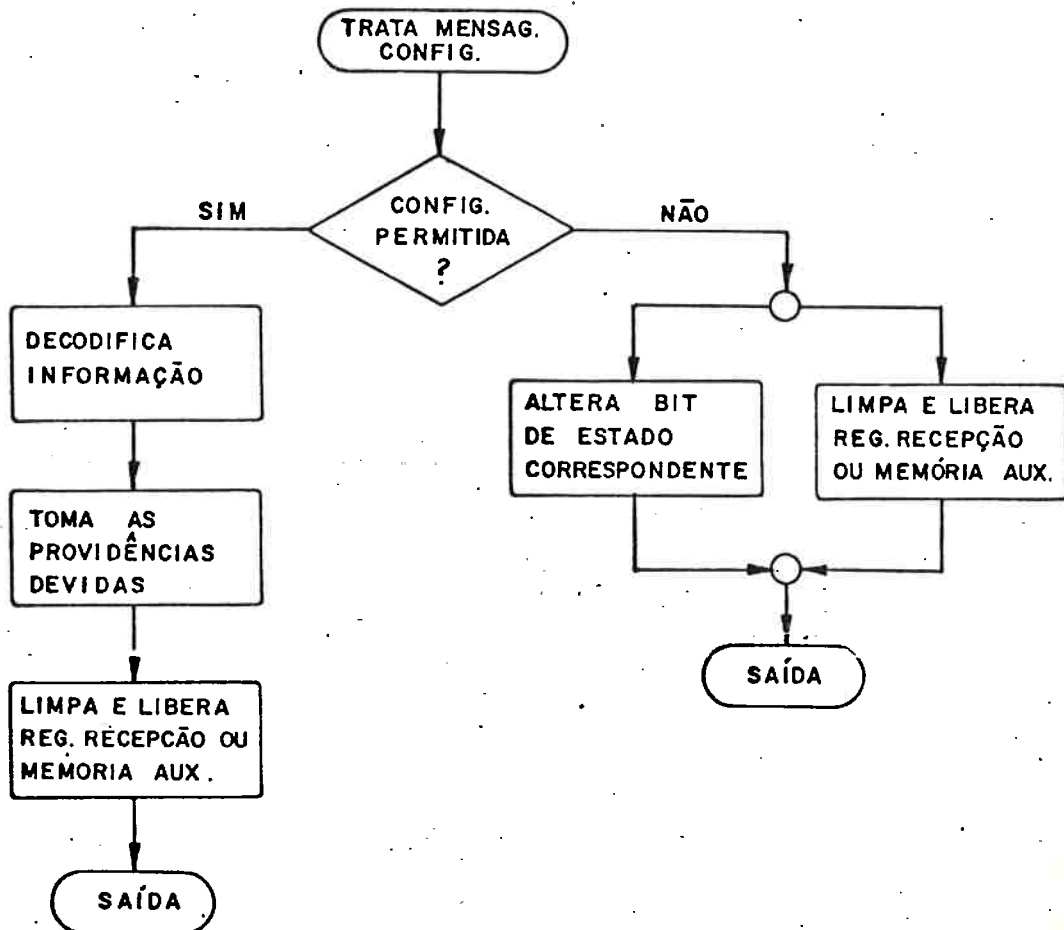 TRATA MENSAG.
CONFIG.
CONFIG.
PERMITIDA
?
SIM
NÃO
DECODIFICA
INFORMAÇÃO
TOMA AS
PROVIDÊNCIAS
DEVIDAS
LIMPA E LIBERA
REG. RECEPCÃO OU
MEMORIA AUX.
SAÍDA
ALTERA BIT
DE ESTADO
CORRESPONDENTE
LIMPA E LIBERA
REG. RECEPÇÃO
OU MEMÓRIA AUX.
SAÍDA